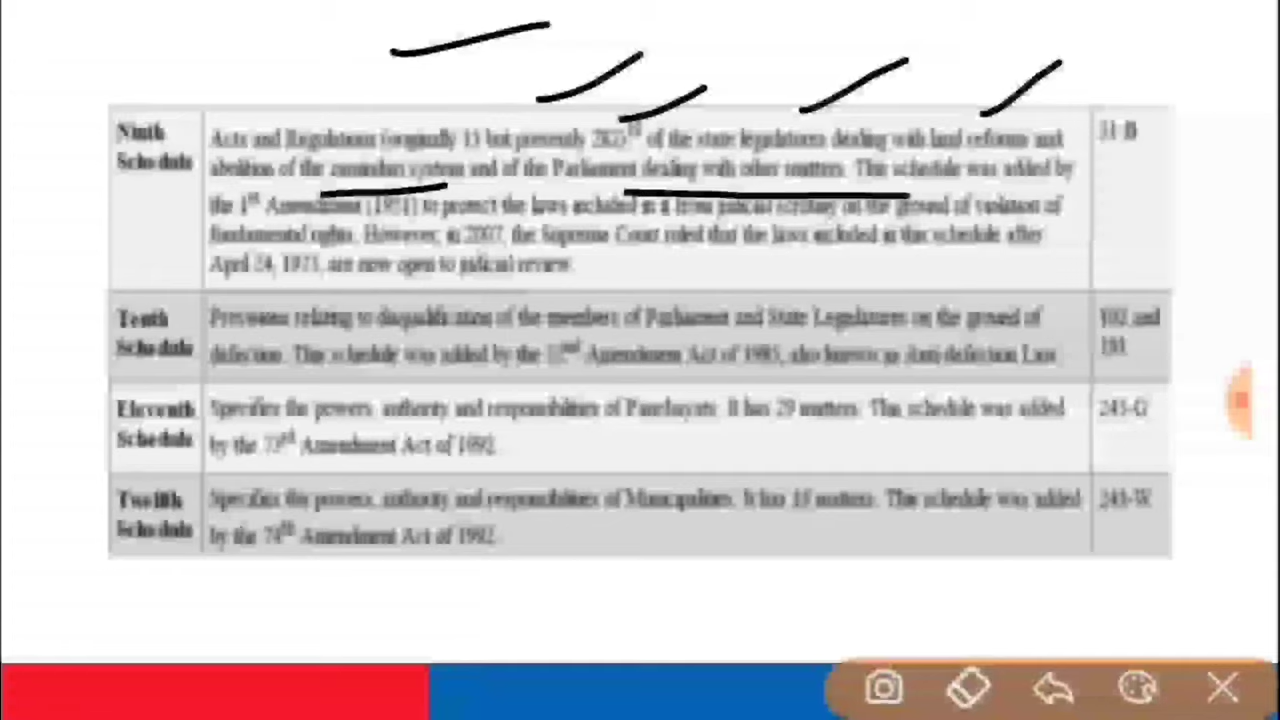 Ninth Acts and Regulations (originally 13 but presently 282) of the state legislatures dealing with land reforms and 31-B
Schedule abolition of the zamindari system and of the Parliament dealing with other matters. This schedule was added by
the 1st Amendment (1951) to protect the laws included in it from judicial scrutiny on the ground of violation of
fundamental rights. However, in 2007, the Supreme Court ruled that the laws included in this schedule after
April 24, 1973, are now open to judicial review.
Tenth Provisions relating to disqualification of the members of Parliament and State Legislatures on the ground of 102 and
Schedule defection. This schedule was added by the 52nd Amendment Act of 1985, also known as Anti-defection Law. 191
Eleventh Specifies the powers, authority and responsibilities of Panchayats. It has 29 matters. This schedule was added 243-G
Schedule by the 73rd Amendment Act of 1992.
Twelfth Specifies the powers, authority and responsibilities of Municipalities. It has 18 matters. This schedule was added 243-W
Schedule by the 74th Amendment Act of 1992.